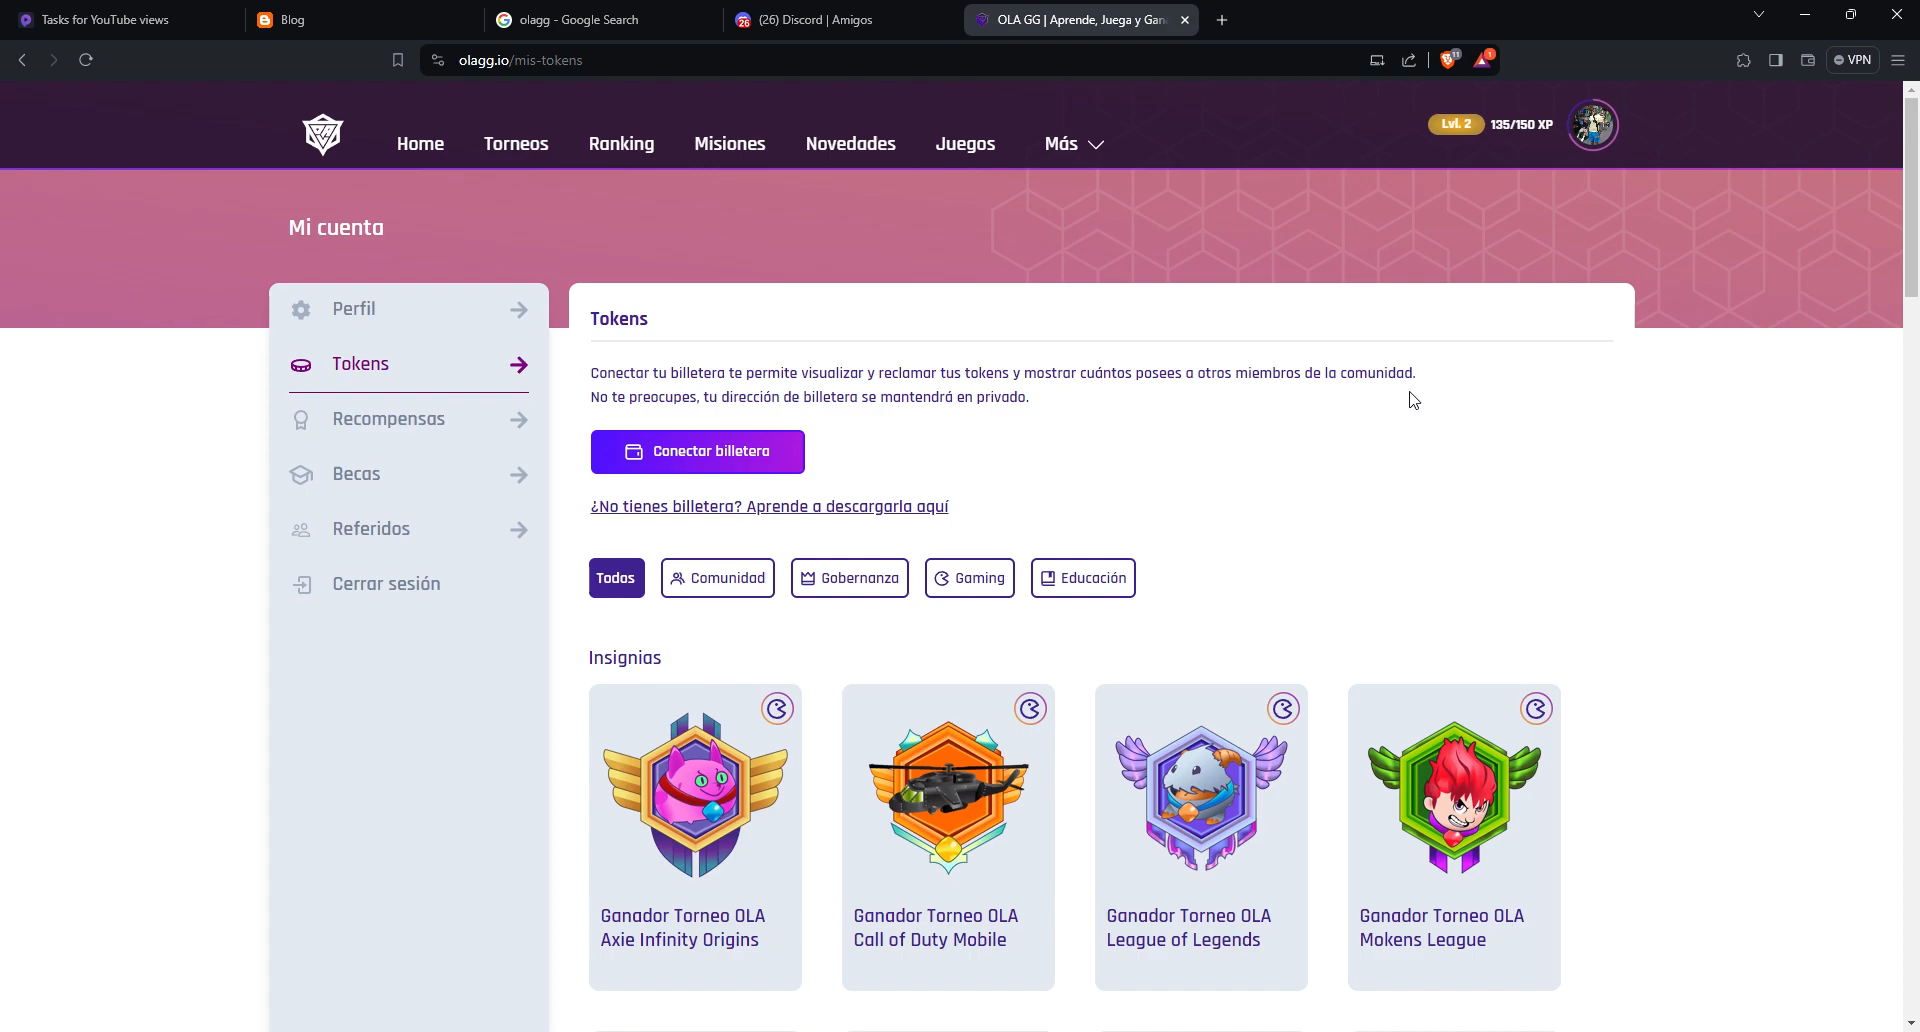 Tasks for YouTube views
Blog
olagg - Google Search
(26) Discord | Amigos
OLA GG | Aprende, Juega y Gan
olagg.io/mis-tokens
11
1
VPN
Home
Torneos
Ranking
Misiones
Novedades
Juegos
Más
Lvl. 2
135/150 XP
Mi cuenta
Perfil
Tokens
Recompensas
Becas
Referidos
Cerrar sesión
Tokens
Conectar tu billetera te permite visualizar y reclamar tus tokens y mostrar cuántos posees a otros miembros de la comunidad.
No te preocupes, tu dirección de billetera se mantendrá en privado.
Conectar billetera
¿No tienes billetera? Aprende a descargarla aquí
Todas
Comunidad
Gobernanza
Gaming
Educación
Insignias
Ganador Torneo OLA
Axie Infinity Origins
Ganador Torneo OLA
Call of Duty Mobile
Ganador Torneo OLA
League of Legends
Ganador Torneo OLA
Mokens League